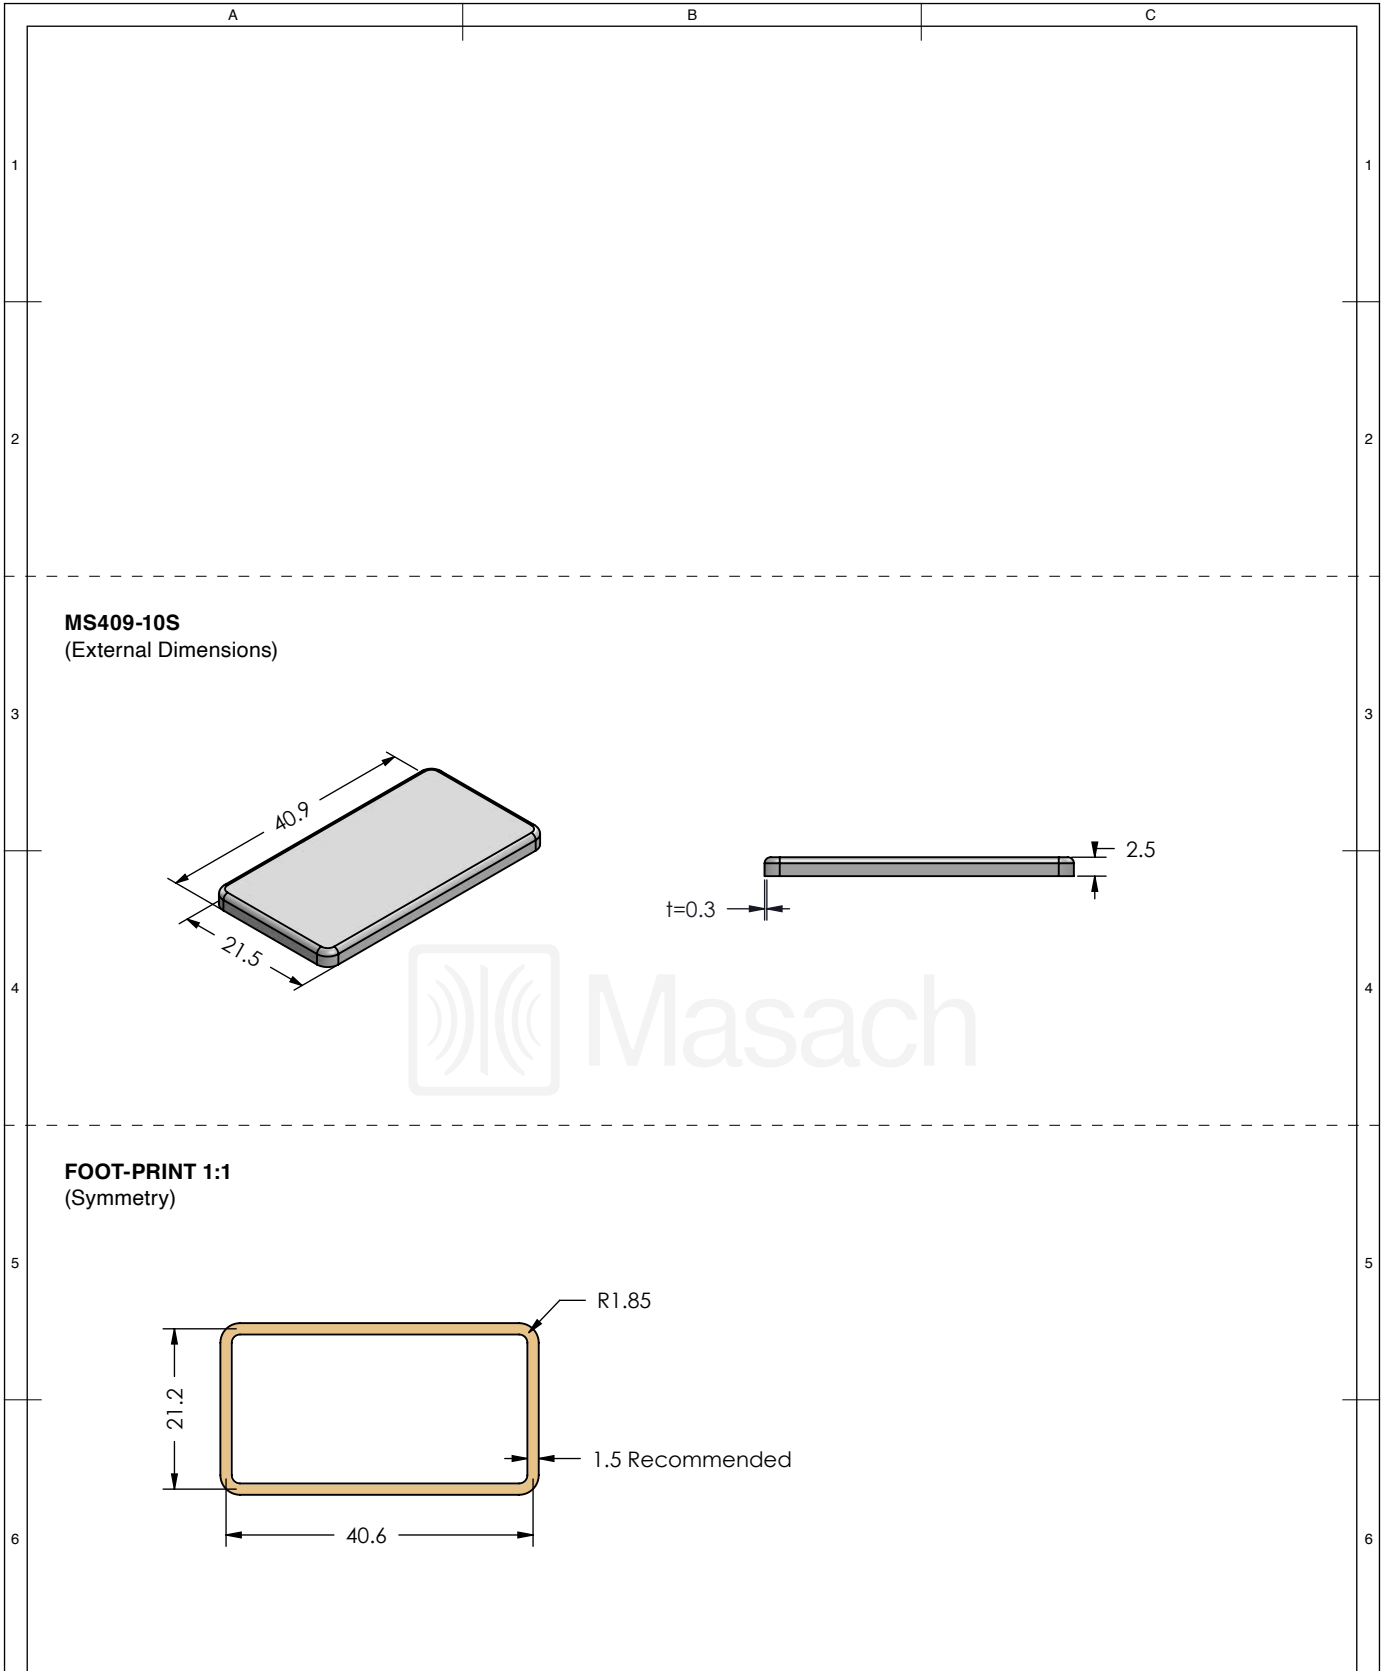 A B C
1 1
2 2
MS409-10S
(External Dimensions)
3 3
40.9
21.5
2.5
t=0.3
4 4
Masach
FOOT-PRINT 1:1
(Symmetry)
5 5
R1.85
21.2
1.5 Recommended
40.6
6 6